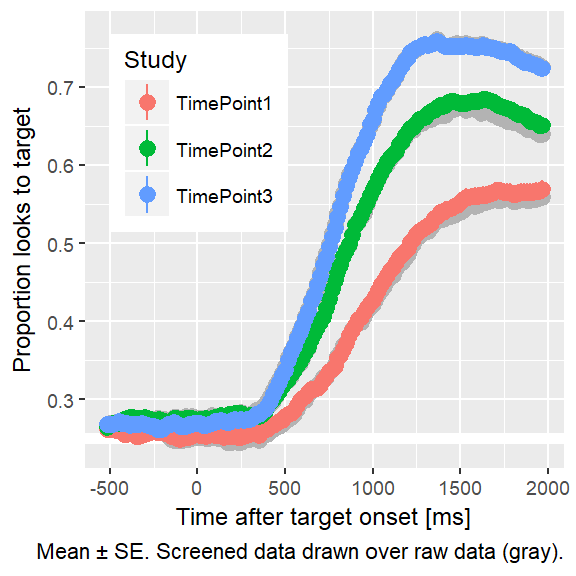 Study
TimePoint1
TimePoint2
TimePoint3
Proportion looks to target
0.7
0.6
0.5
0.4
0.3
-500
0
500
1000
1500
2000
Time after target onset [ms]
Mean ± SE. Screened data drawn over raw data (gray).